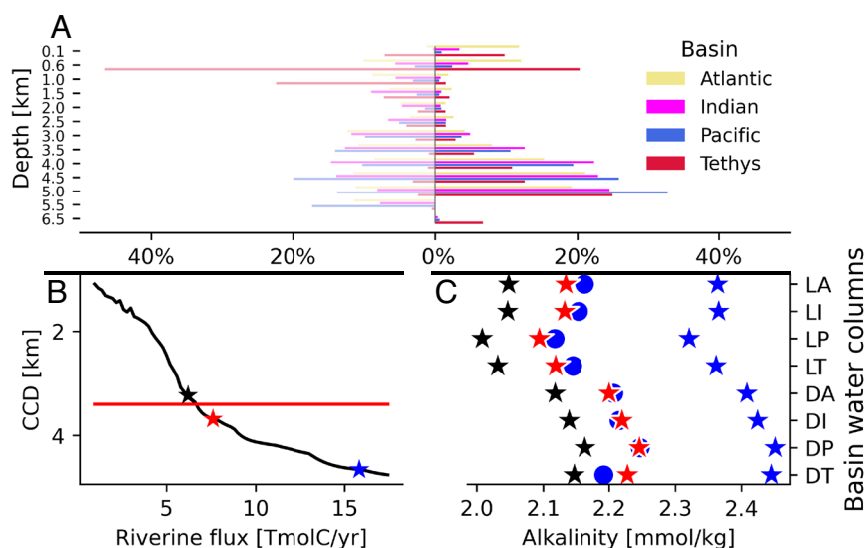 A
Depth [km]
0.1
0.6
1.0
1.5
2.0
2.5
3.0
3.5
4.0
4.5
5.0
5.5
6.5
40%
20%
0%
20%
40%
Basin
Atlantic
Indian
Pacific
Tethys
B
CCD [km]
2
4
5
10
15
Riverine flux [TmolC/yr]
C
LA
LI
LP
LT
DA
DI
DP
DT
Basin water columns
2.0
2.1
2.2
2.3
2.4
Alkalinity [mmol/kg]